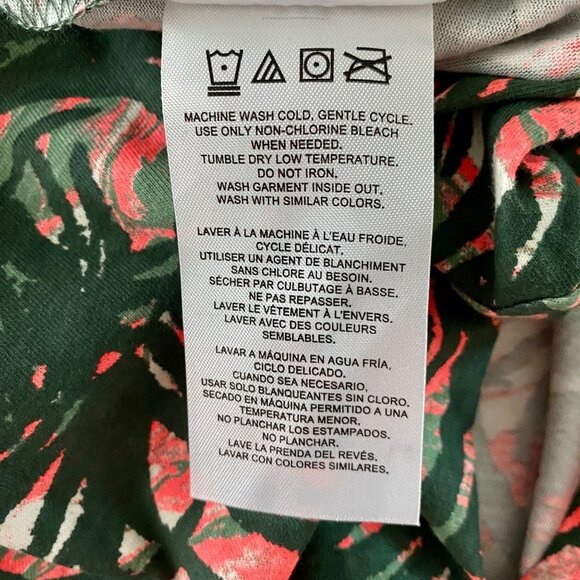 MACHINE WASH COLD, GENTLE CYCLE.
USE ONLY NON-CHLORINE BLEACH
WHEN NEEDED.
TUMBLE DRY LOW TEMPERATURE.
DO NOT IRON.
WASH GARMENT INSIDE OUT.
WASH WITH SIMILAR COLORS.
LAVER À LA MACHINE À L'EAU FROIDE,
CYCLE DÉLICAT.
UTILISER UN AGENT DE BLANCHIMENT
SANS CHLORE AU BESOIN.
SÉCHER PAR CULBUTAGE À BASSE.
NE PAS REPASSER.
LAVER LE VÊTEMENT À L'ENVERS.
LAVER AVEC DES COULEURS
SEMBLABLES.
LAVAR A MÁQUINA EN AGUA FRÍA,
CICLO DELICADO.
CUANDO SEA NECESARIO,
USAR SOLO BLANQUEANTES SIN CLORO.
SECADO EN MÁQUINA PERMITIDO A UNA
TEMPERATURA MENOR,
NO PLANCHAR LOS ESTAMPADOS.
NO PLANCHAR.
LAVE LA PRENDA DEL REVÉS.
LAVAR CON COLORES SIMILARES.